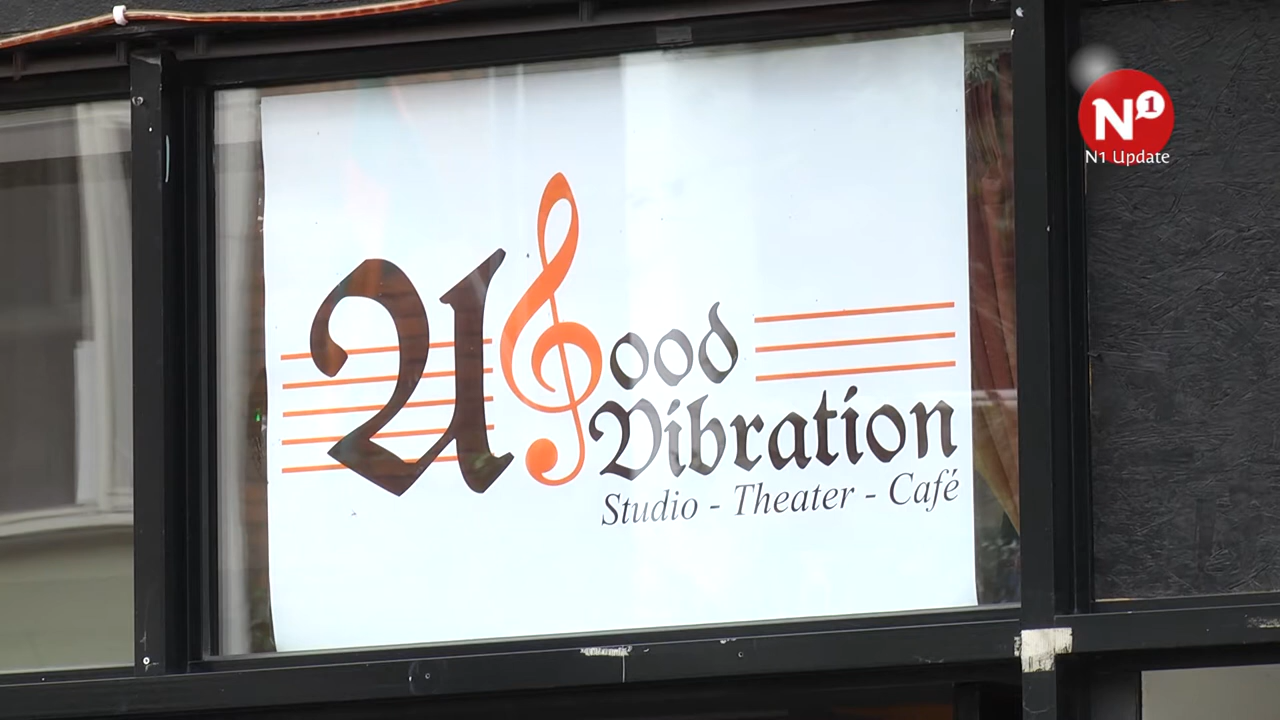 N1
N1 Update
A Good
Vibration
Studio - Theater - Café